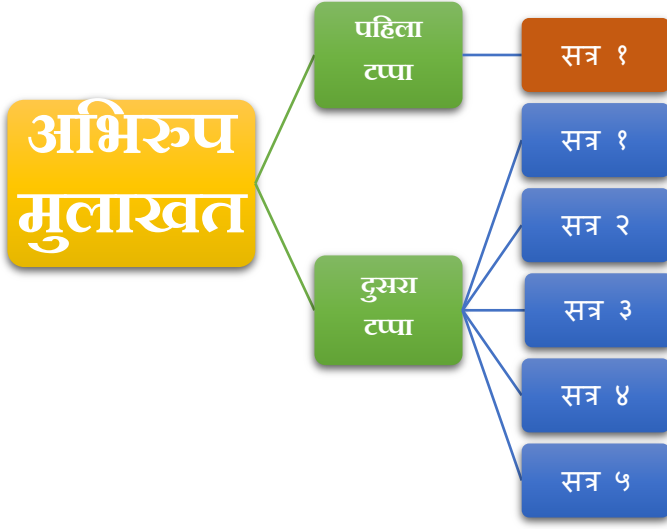 अभिरुप
मुलाखत
पहिला
टप्पा
सत्र १
दुसरा
टप्पा
सत्र १
सत्र २
सत्र ३
सत्र ४
सत्र ५